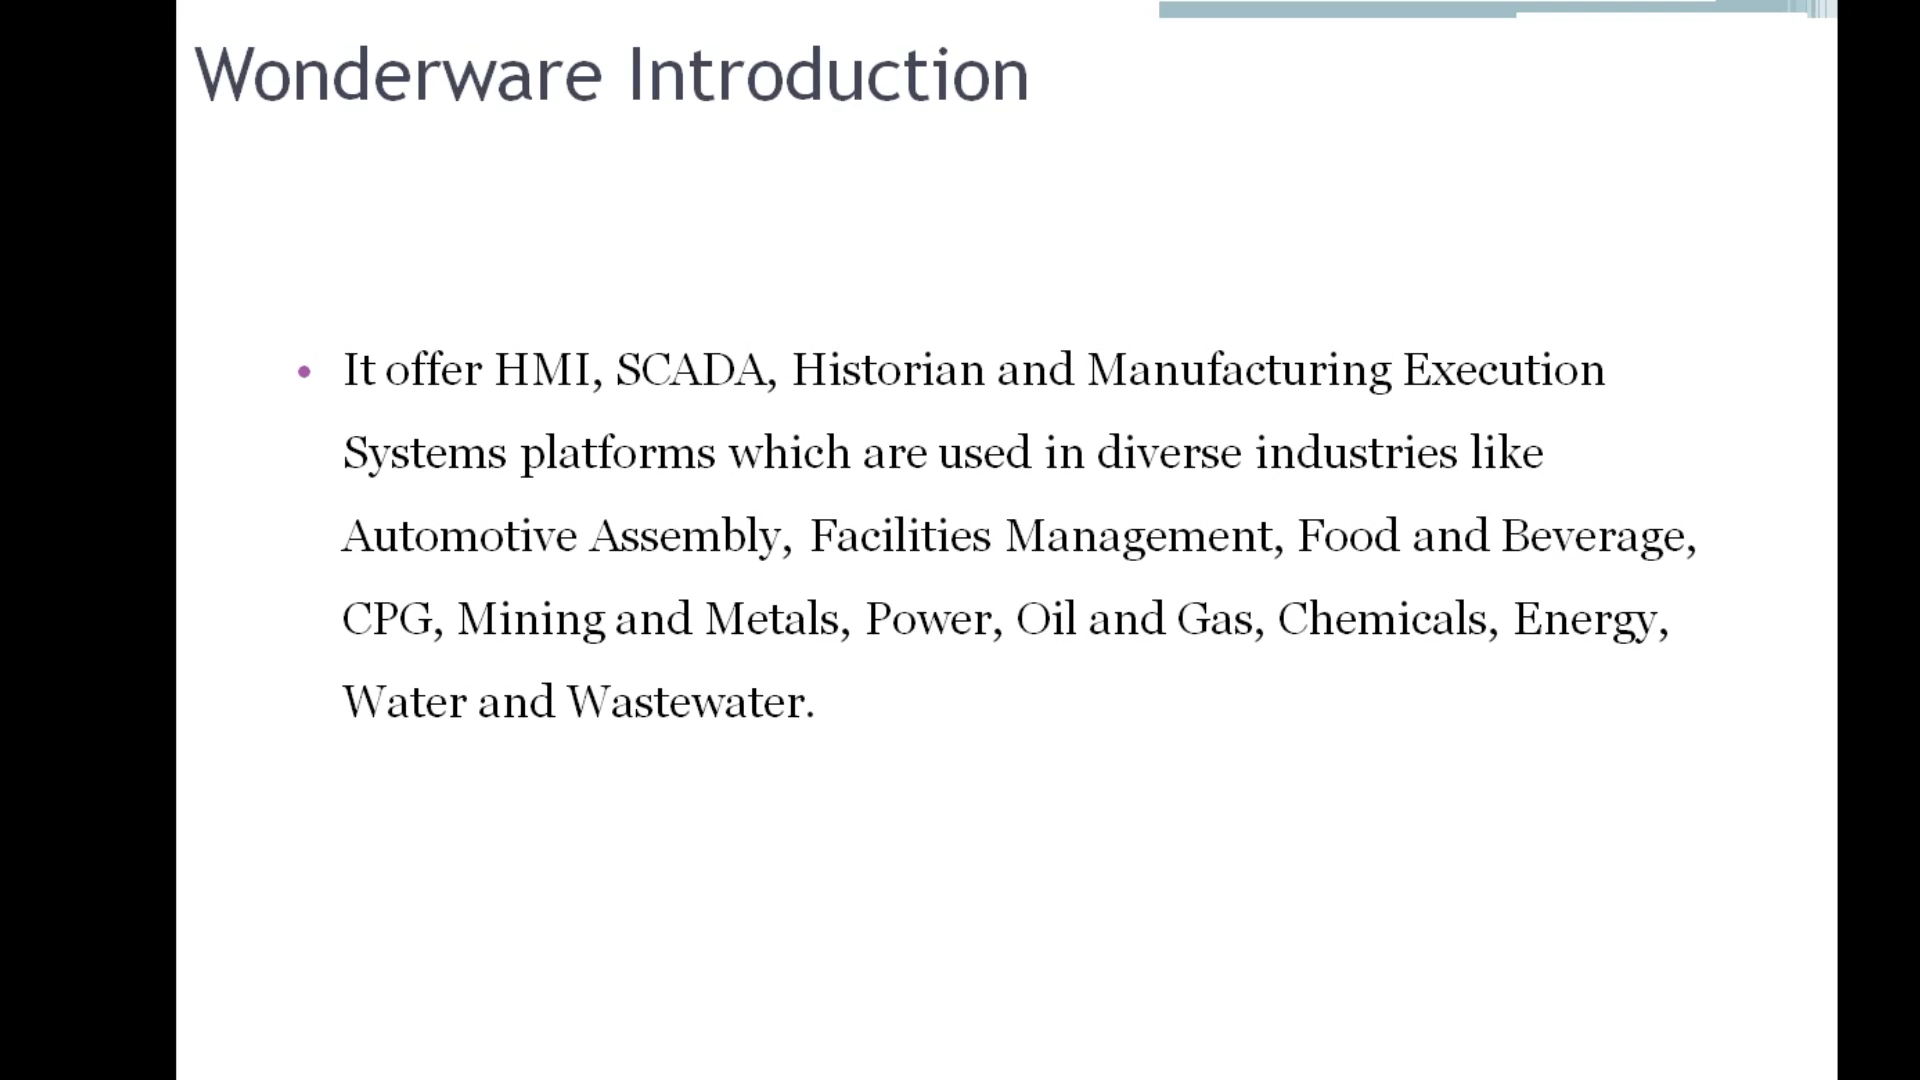 Wonderware Introduction
• It offer HMI, SCADA, Historian and Manufacturing Execution
Systems platforms which are used in diverse industries like
Automotive Assembly, Facilities Management, Food and Beverage,
CPG, Mining and Metals, Power, Oil and Gas, Chemicals, Energy,
Water and Wastewater.